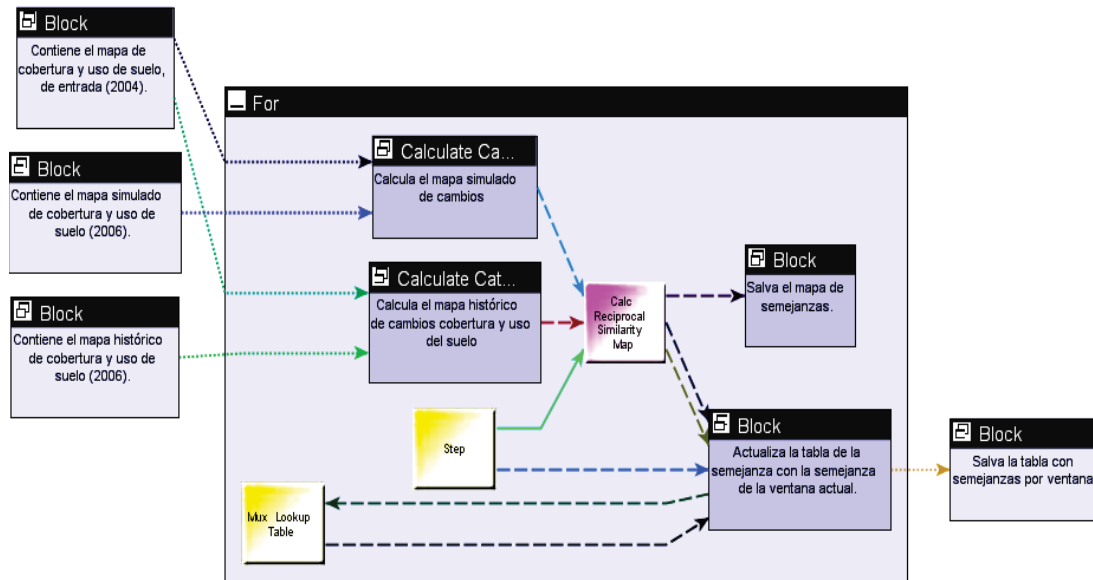 Block
Contiene el mapa de
cobertura y uso de suelo,
de entrada (2004).
Block
Contiene el mapa simulado
de cobertura y uso de
suelo (2006).
Block
Contiene el mapa histórico
de cobertura y uso de
suelo (2006).
For
Calculate Ca...
Calcula el mapa simulado
de cambios
Calculate Cat...
Calcula el mapa histórico
de cambios cobertura y uso
del suelo
Calc
Reciprocal
Similarity
Map
Block
Salva el mapa de
semejanzas.
Step
Mux Lookup
Table
Block
Actualiza la tabla de la
semejanza con la semejanza
de la ventana actual.
Block
Salva la tabla con
semejanzas por ventana